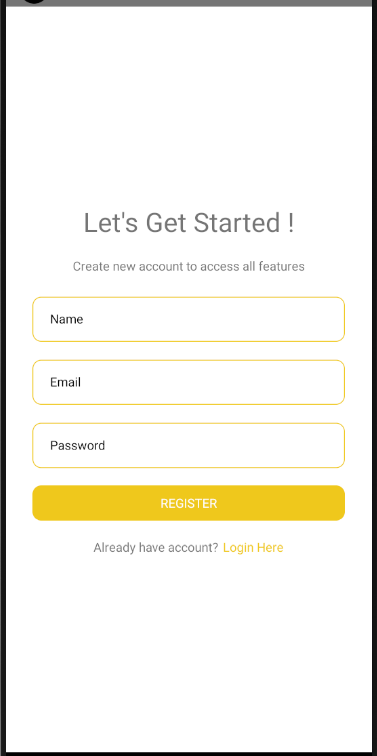 Let's Get Started !
Create new account to access all features
Name
Email
Password
REGISTER
Already have account? Login Here